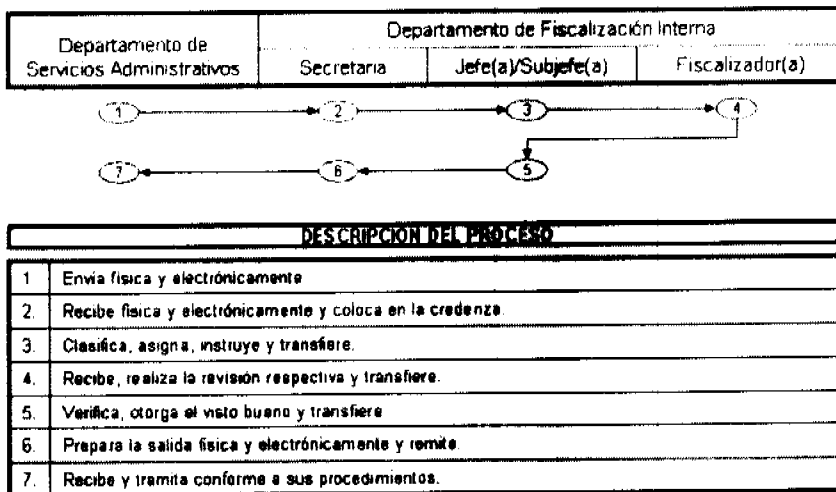 Departamento de Servicios Administrativos
Departamento de Fiscalización Interna
Secretaria
Jefe(a)/Subjefe(a)
Fiscalizador(a)
1
2
3
4
7
6
5
DESCRIPCION DEL PROCESO
1 Envia física y electrónicamente
2. Recibe física y electrónicamente y coloca en la credenza.
3. Clasifica, asigna, instruye y transfiere.
4. Recibe, realiza la revisión respectiva y transfiere.
5. Verifica, otorga el visto bueno y transfiere
6. Prepara la salida física y electrónicamente y remite.
7. Recibe y tramita conforme a sus procedimientos.